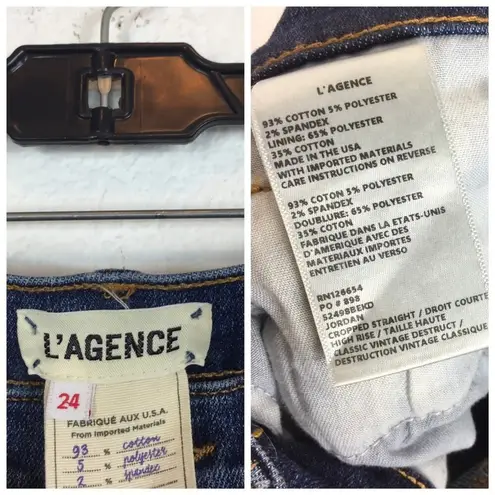 L'AGENCE
24
FABRIQUÉ AUX U.S.A.
From Imported Materials
93 % cotton
5 % polyester
2 % spandex
L'AGENCE
93% COTTON 5% POLYESTER
2% SPANDEX
LINING: 65% POLYESTER
35% COTTON
MADE IN THE USA
WITH IMPORTED MATERIALS
CARE INSTRUCTIONS ON REVERSE
93% COTTON 5% POLYESTER
2% SPANDEX
DOUBLURE: 65% POLYESTER
35% COTTON
FABRIQUE DANS LA ETATS-UNIS
D'AMERIQUE AVEC DES
MATERIAUX IMPORTES
ENTRETIEN AU VERSO
RN126654
PO # 898
52498BEKD
JORDAN
CROPPED STRAIGHT / DROIT COURTE
HIGH RISE / TAILLE HAUTE
CLASSIC VINTAGE DESTRUCT /
DESTRUCTION VINTAGE CLASSIQUE